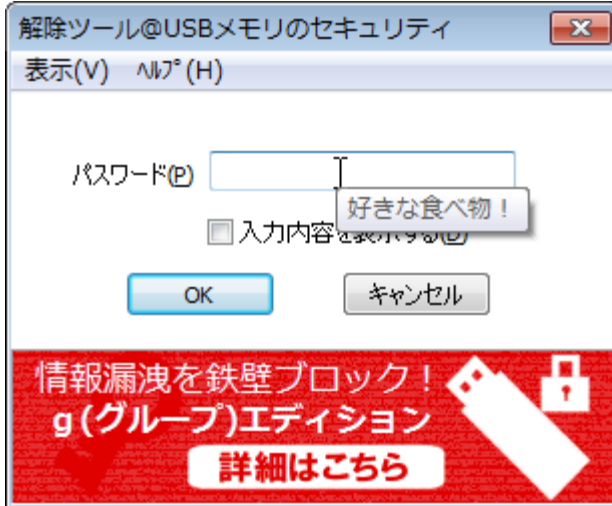 解除ツール@USBメモリのセキュリティ
表示(V) ﾍﾙﾌﾟ(H)
パスワード(P)
好きな食べ物！
入力内容を表示する(D)
OK
キャンセル
情報漏洩を鉄壁ブロック！
g(グループ)エディション
詳細はこちら